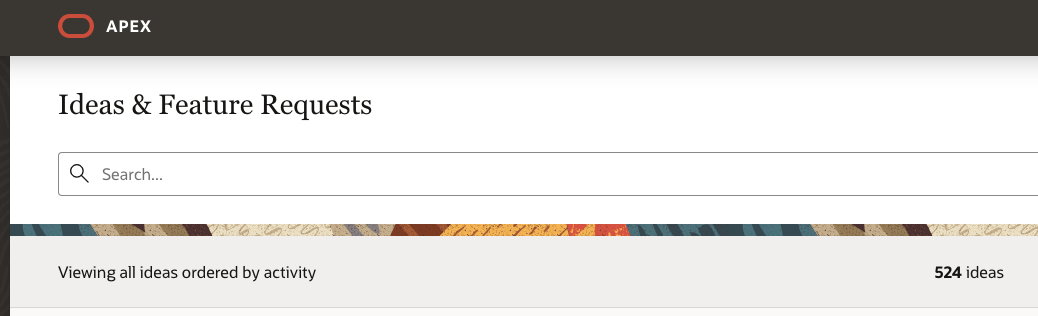 APEX
Ideas & Feature Requests
Search...
Viewing all ideas ordered by activity
524 ideas